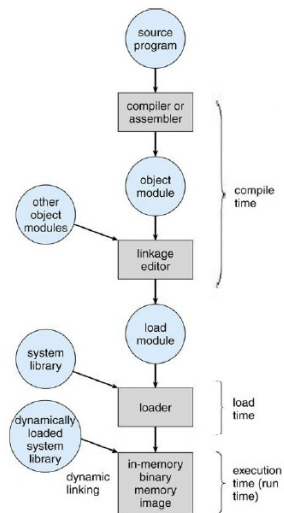 source
program
compiler or
assembler
object
module
compile
time
other
object
modules
linkage
editor
load
module
system
library
loader
load
time
dynamically
loaded
system
library
dynamic
linking
in-memory
binary
memory
image
execution
time (run
time)